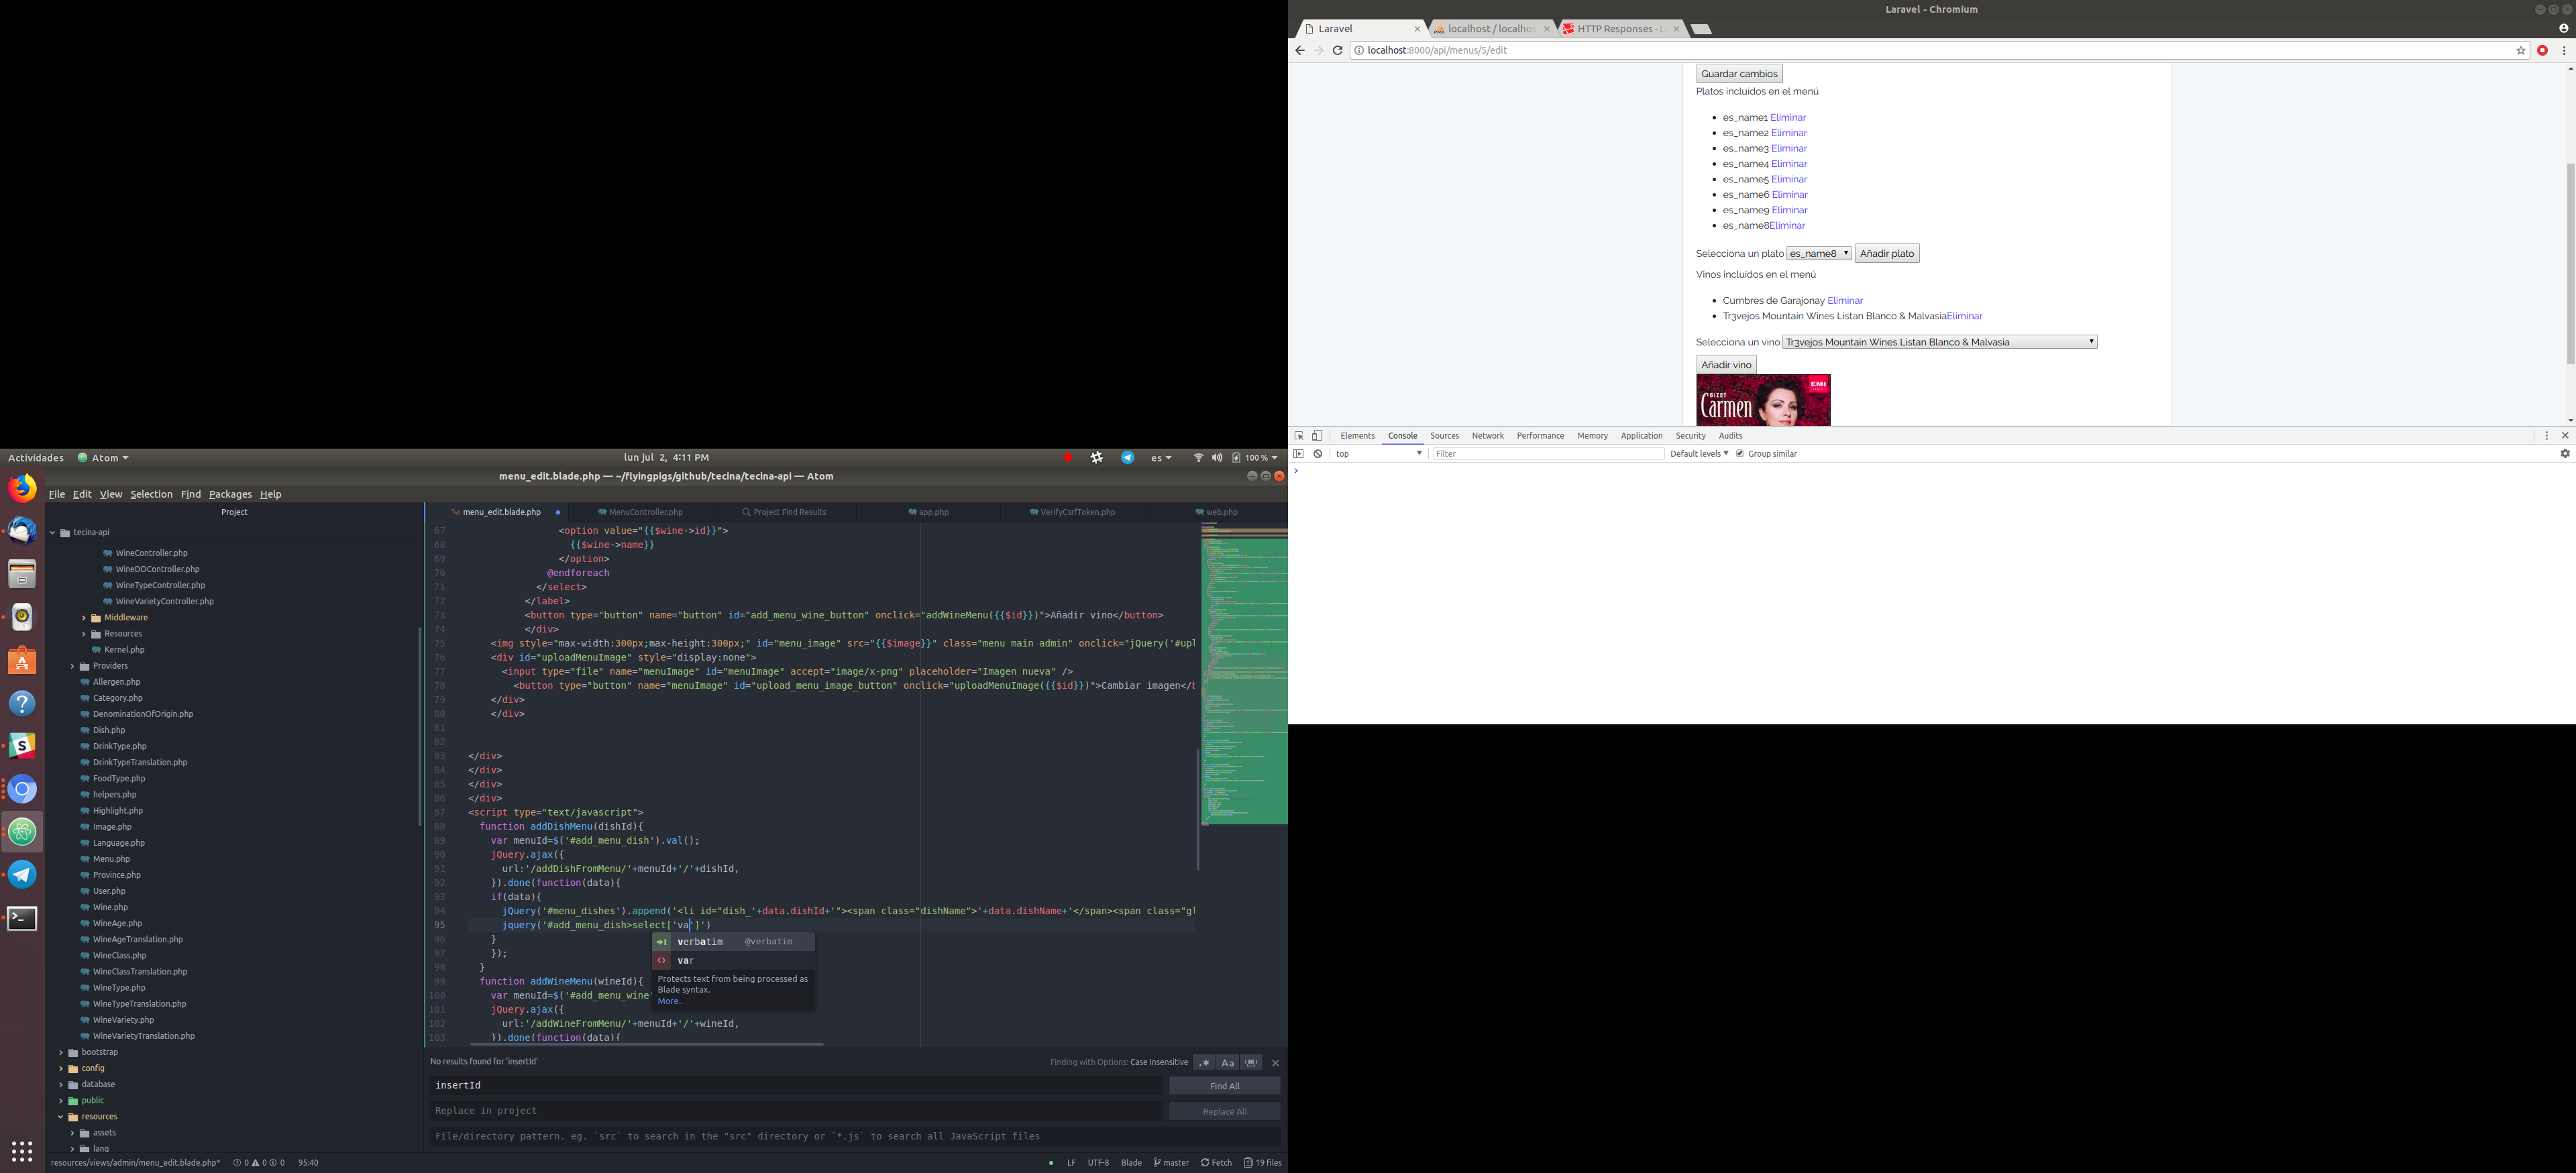 Laravel - Chromium
Laravel
localhost / localhos
HTTP Responses - L
localhost:8000/api/menus/5/edit
Guardar cambios
Platos incluidos en el menú
es_name1 Eliminar
es_name2 Eliminar
es_name3 Eliminar
es_name4 Eliminar
es_name5 Eliminar
es_name6 Eliminar
es_name9 Eliminar
es_name8Eliminar
Selecciona un plato es_name8 Añadir plato
Vinos incluidos en el menú
Cumbres de Garajonay Eliminar
Tr3vejos Mountain Wines Listan Blanco & MalvasiaEliminar
Selecciona un vino Tr3vejos Mountain Wines Listan Blanco & Malvasia
Añadir vino
EMI
BIZET
Carmen
Elements Console Sources Network Performance Memory Application Security Audits
top Filter Default levels Group similar
Actividades Atom lun jul 2, 4:11 PM es 100 %
menu_edit.blade.php — ~/flyingpigs/github/tecina/tecina-api — Atom
File Edit View Selection Find Packages Help
Project
tecina-api
WineController.php
WineDOController.php
WineTypeController.php
WineVarietyController.php
Middleware
Resources
Kernel.php
Providers
Allergen.php
Category.php
DenominationOfOrigin.php
Dish.php
DrinkType.php
DrinkTypeTranslation.php
FoodType.php
helpers.php
Highlight.php
Image.php
Language.php
Menu.php
Province.php
User.php
Wine.php
WineAge.php
WineAgeTranslation.php
WineClass.php
WineClassTranslation.php
WineType.php
WineTypeTranslation.php
WineVariety.php
WineVarietyTranslation.php
bootstrap
config
database
public
resources
assets
lang
menu_edit.blade.php MenuController.php Project Find Results app.php VerifyCsrfToken.php web.php
67 <option value="{{$wine->id}}">
68 {{$wine->name}}
69 </option>
70 @endforeach
71 </select>
72 </label>
73 <button type="button" name="button" id="add_menu_wine_button" onclick="addWineMenu({{$id}})">Añadir vino</button>
74 </div>
75 <img style="max-width:300px;max-height:300px;" id="menu_image" src="{{$image}}" class="menu main admin" onclick="jQuery('#upl
76 <div id="uploadMenuImage" style="display:none">
77 <input type="file" name="menuImage" id="menuImage" accept="image/x-png" placeholder="Imagen nueva" />
78 <button type="button" name="menuImage" id="upload_menu_image_button" onclick="uploadMenuImage({{$id}})">Cambiar imagen</b
79 </div>
80 </div>
81
82
83 </div>
84 </div>
85 </div>
86 </div>
87 <script type="text/javascript">
88 function addDishMenu(dishId){
89 var menuId=$('#add_menu_dish').val();
90 jQuery.ajax({
91 url:'/addDishFromMenu/'+menuId+'/'+dishId,
92 }).done(function(data){
93 if(data){
94 jQuery('#menu_dishes').append('<li id="dish_'+data.dishId+'"><span class="dishName">'+data.dishName+'</span><span class="gl
95 jquery('#add_menu_dish>select['va']')
96 }
97 });
98 }
99 function addWineMenu(wineId){
100 var menuId=$('#add_menu_wine'
101 jQuery.ajax({
102 url:'/addWineFromMenu/'+menuId+'/'+wineId,
103 }).done(function(data){
verbatim @verbatim
var
Protects text from being processed as
Blade syntax.
More..
No results found for 'insertId'
Finding with Options: Case Insensitive .* Aa
insertId Find All
Replace in project Replace All
File/directory pattern. eg. `src` to search in the "src" directory or `*.js` to search all JavaScript files
resources/views/admin/menu_edit.blade.php* 0 0 0 95:40 LF UTF-8 Blade master Fetch 19 files